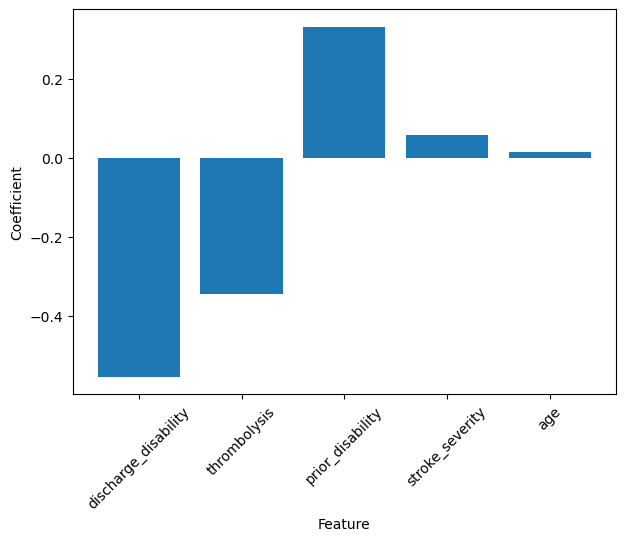 0.2
0.0
−0.2
−0.4
Coefficient
discharge_disability
thrombolysis
prior_disability
stroke_severity
age
Feature